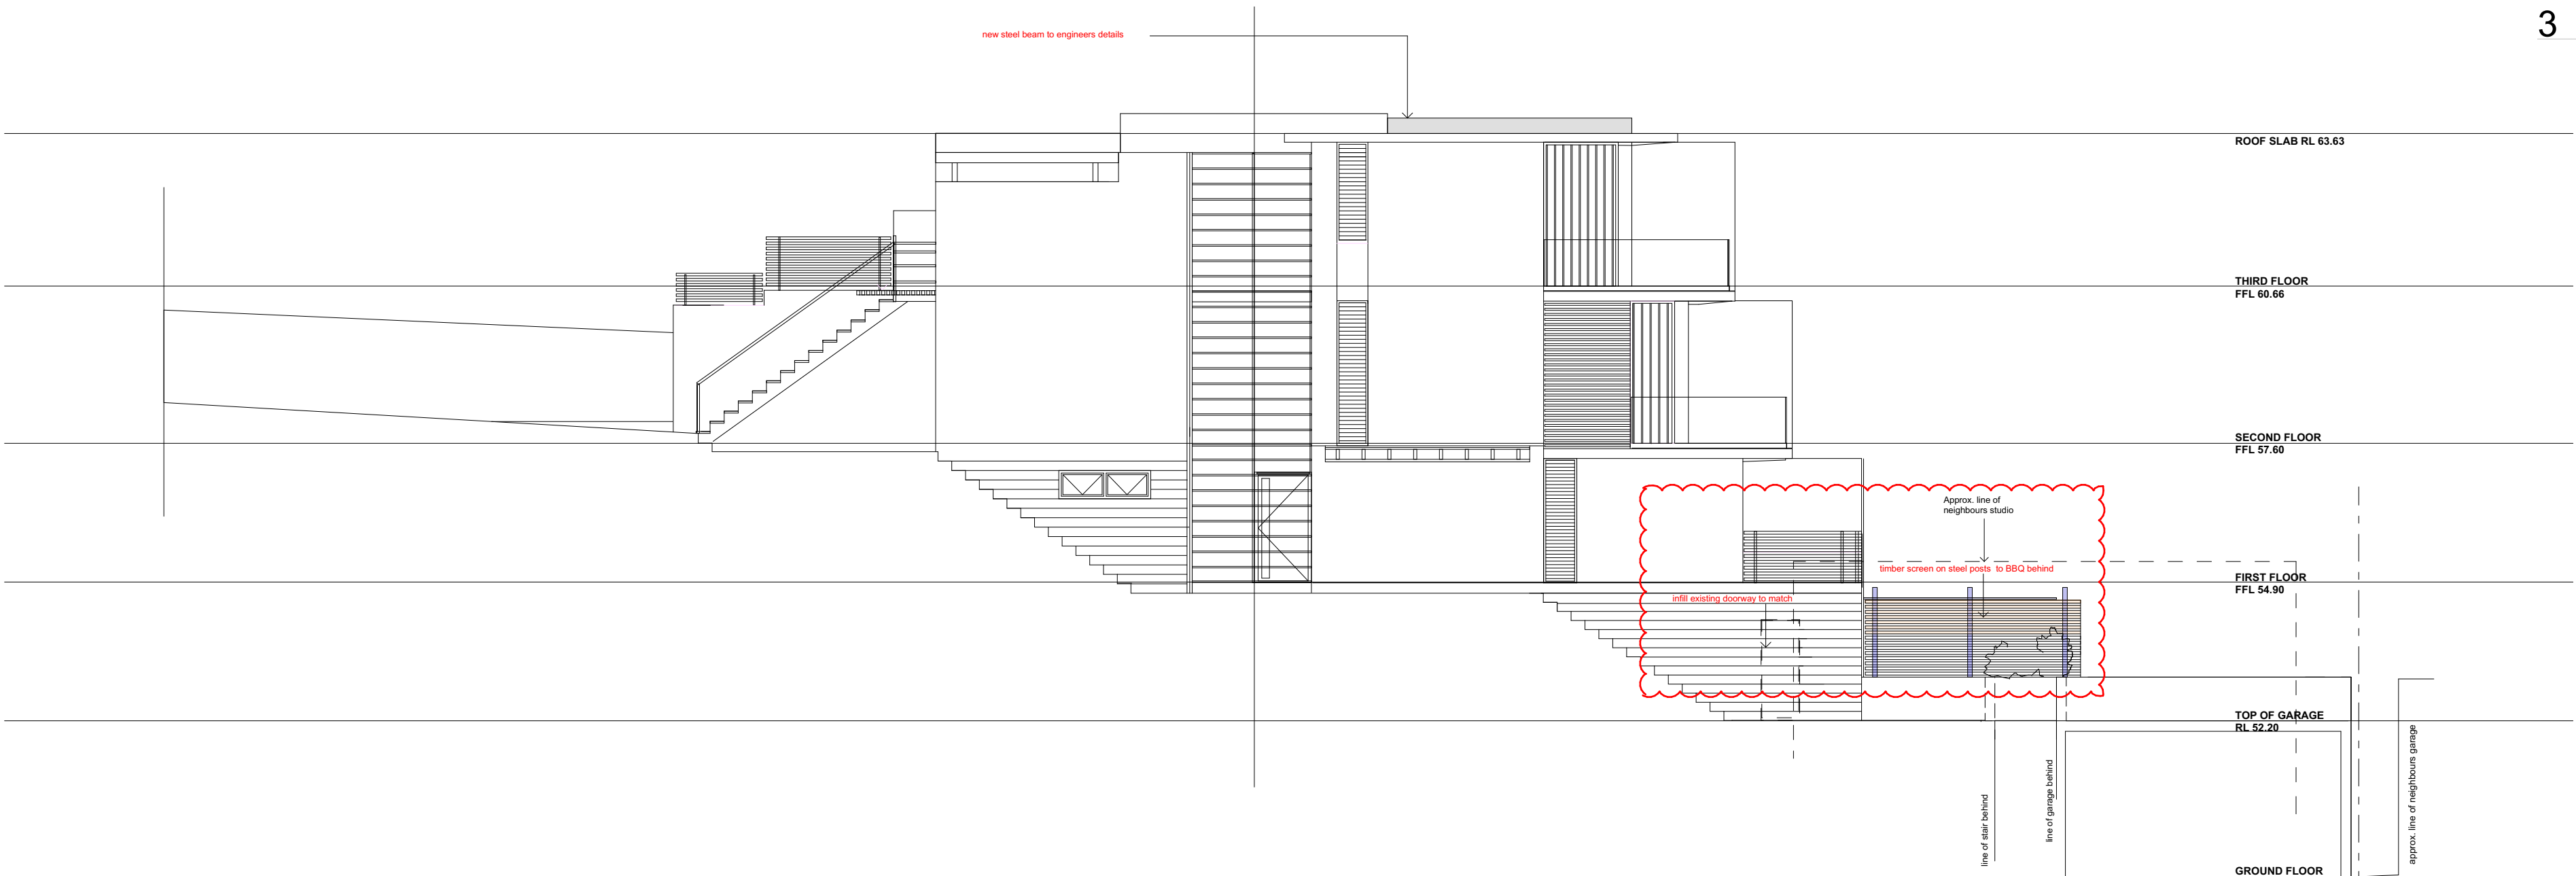 3
new steel beam to engineers details
ROOF SLAB RL 63.63
THIRD FLOOR
FFL 60.66
SECOND FLOOR
FFL 57.60
Approx. line of
neighbours studio
timber screen on steel posts to BBQ behind
FIRST FLOOR
FFL 54.90
infill existing doorway to match
TOP OF GARAGE
RL 52.20
line of stair behind
line of garage behind
approx. line of neighbours garage
GROUND FLOOR